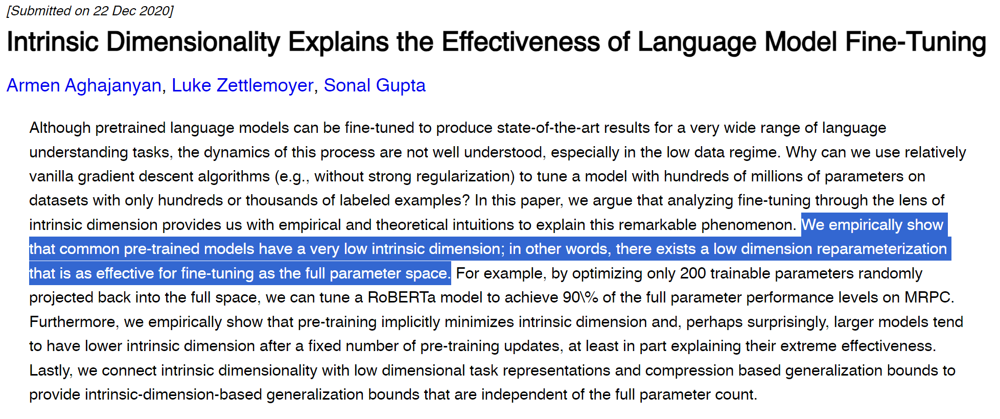 [Submitted on 22 Dec 2020]
Intrinsic Dimensionality Explains the Effectiveness of Language Model Fine-Tuning
Armen Aghajanyan, Luke Zettlemoyer, Sonal Gupta
Although pretrained language models can be fine-tuned to produce state-of-the-art results for a very wide range of language
understanding tasks, the dynamics of this process are not well understood, especially in the low data regime. Why can we use relatively
vanilla gradient descent algorithms (e.g., without strong regularization) to tune a model with hundreds of millions of parameters on
datasets with only hundreds or thousands of labeled examples? In this paper, we argue that analyzing fine-tuning through the lens of
intrinsic dimension provides us with empirical and theoretical intuitions to explain this remarkable phenomenon. We empirically show
that common pre-trained models have a very low intrinsic dimension; in other words, there exists a low dimension reparameterization
that is as effective for fine-tuning as the full parameter space. For example, by optimizing only 200 trainable parameters randomly
projected back into the full space, we can tune a RoBERTa model to achieve 90\% of the full parameter performance levels on MRPC.
Furthermore, we empirically show that pre-training implicitly minimizes intrinsic dimension and, perhaps surprisingly, larger models tend
to have lower intrinsic dimension after a fixed number of pre-training updates, at least in part explaining their extreme effectiveness.
Lastly, we connect intrinsic dimensionality with low dimensional task representations and compression based generalization bounds to
provide intrinsic-dimension-based generalization bounds that are independent of the full parameter count.